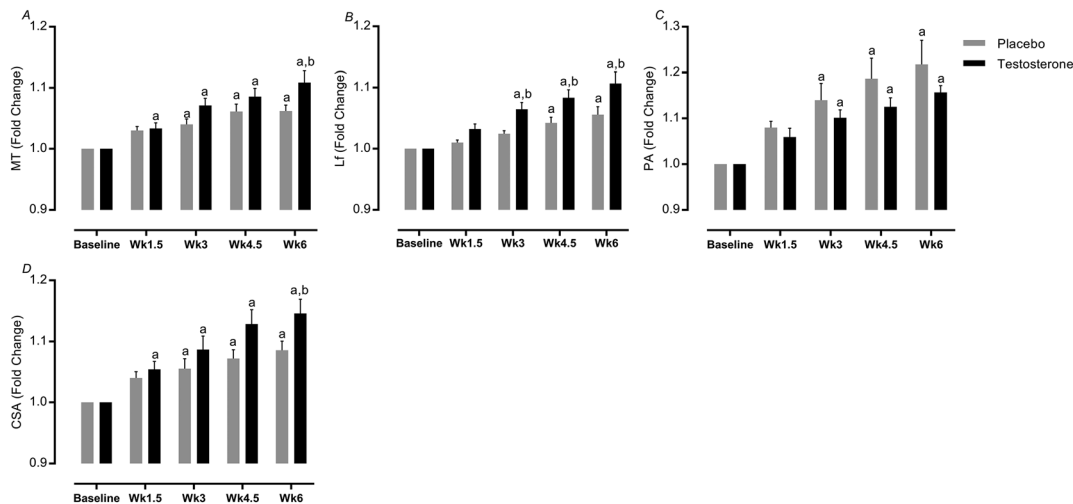 A
MT (Fold Change)
1.2
1.1
1.0
0.9
a
a
a
a
a
a
a,b
Baseline Wk1.5 Wk3 Wk4.5 Wk6
B
Lf (Fold Change)
1.2
1.1
1.0
0.9
a,b
a
a,b
a
a,b
Baseline Wk1.5 Wk3 Wk4.5 Wk6
C
PA (Fold Change)
1.3
1.2
1.1
1.0
0.9
a
a
a
a
a
a
Baseline Wk1.5 Wk3 Wk4.5 Wk6
Placebo
Testosterone
D
CSA (Fold Change)
1.2
1.1
1.0
0.9
a
a
a
a
a
a
a,b
Baseline Wk1.5 Wk3 Wk4.5 Wk6